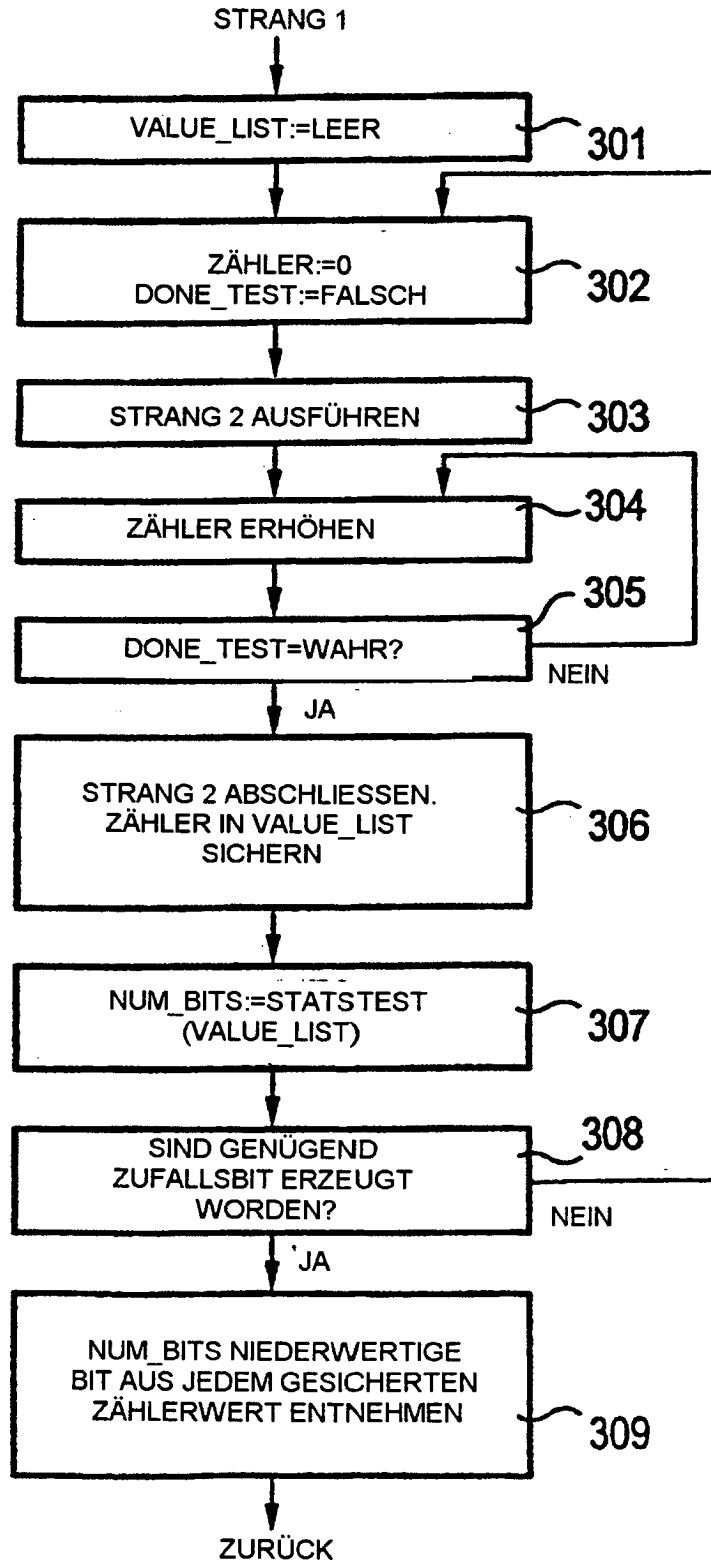 STRANG 1
VALUE_LIST:=LEER
301
ZÄHLER:=0
DONE_TEST:=FALSCH
302
STRANG 2 AUSFÜHREN
303
ZÄHLER ERHÖHEN
304
305
DONE_TEST=WAHR?
NEIN
JA
STRANG 2 ABSCHLIESSEN.
ZÄHLER IN VALUE_LIST
SICHERN
306
NUM_BITS:=STATSTEST
(VALUE_LIST)
307
SIND GENÜGEND
ZUFALLSBIT ERZEUGT
WORDEN?
308
NEIN
JA
NUM_BITS NIEDERWERTIGE
BIT AUS JEDEM GESICHERTEN
ZÄHLERWERT ENTNEHMEN
309
ZURÜCK